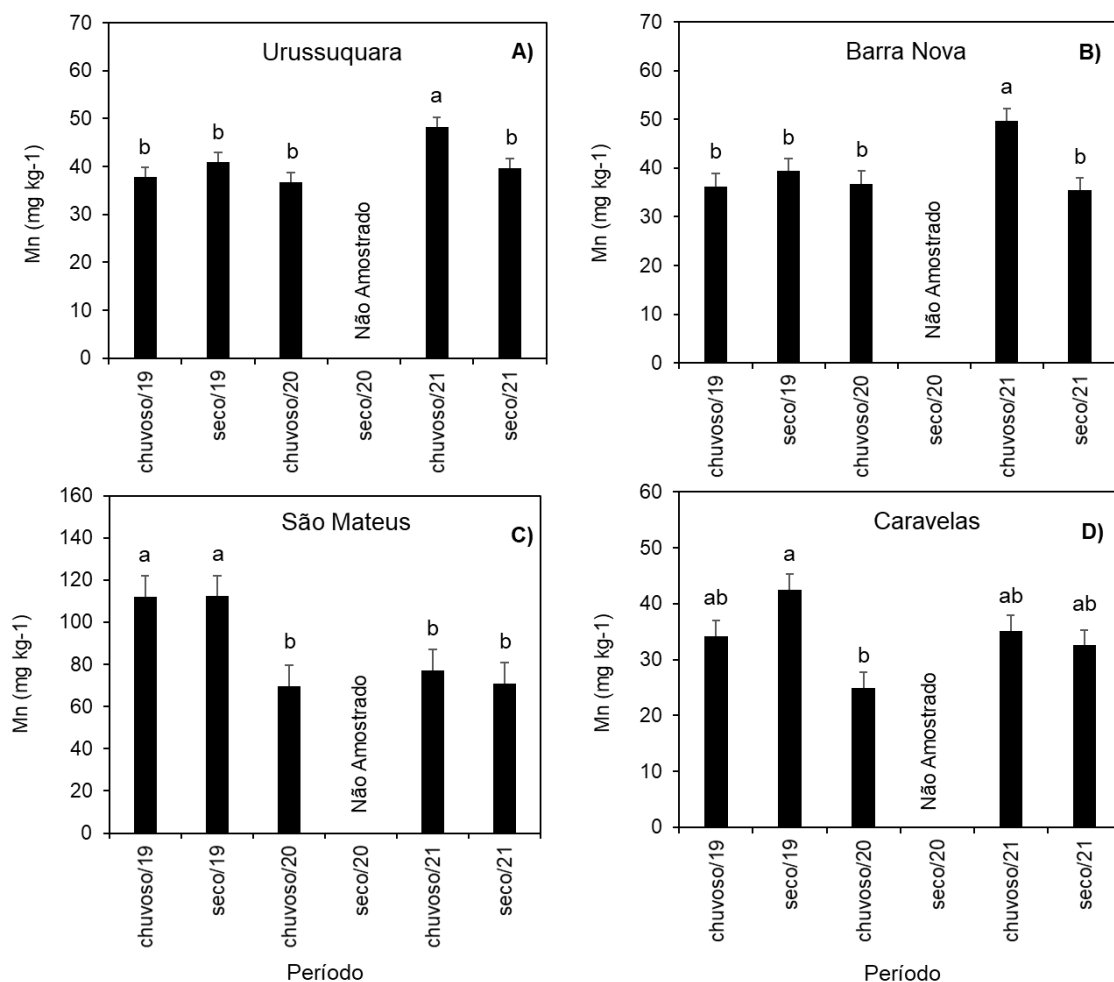 Urussuquara
A)
Mn (mg kg-1)
70
60
50
40
30
20
10
0
b
b
b
a
b
Não Amostrado
chuvoso/19
seco/19
chuvoso/20
seco/20
chuvoso/21
seco/21
Barra Nova
B)
Mn (mg kg-1)
70
60
50
40
30
20
10
0
b
b
b
a
b
Não Amostrado
chuvoso/19
seco/19
chuvoso/20
seco/20
chuvoso/21
seco/21
São Mateus
C)
Mn (mg kg-1)
160
140
120
100
80
60
40
20
0
a
a
b
b
b
Não Amostrado
chuvoso/19
seco/19
chuvoso/20
seco/20
chuvoso/21
seco/21
Período
Caravelas
D)
Mn (mg kg-1)
60
50
40
30
20
10
0
ab
a
b
ab
ab
Não Amostrado
chuvoso/19
seco/19
chuvoso/20
seco/20
chuvoso/21
seco/21
Período